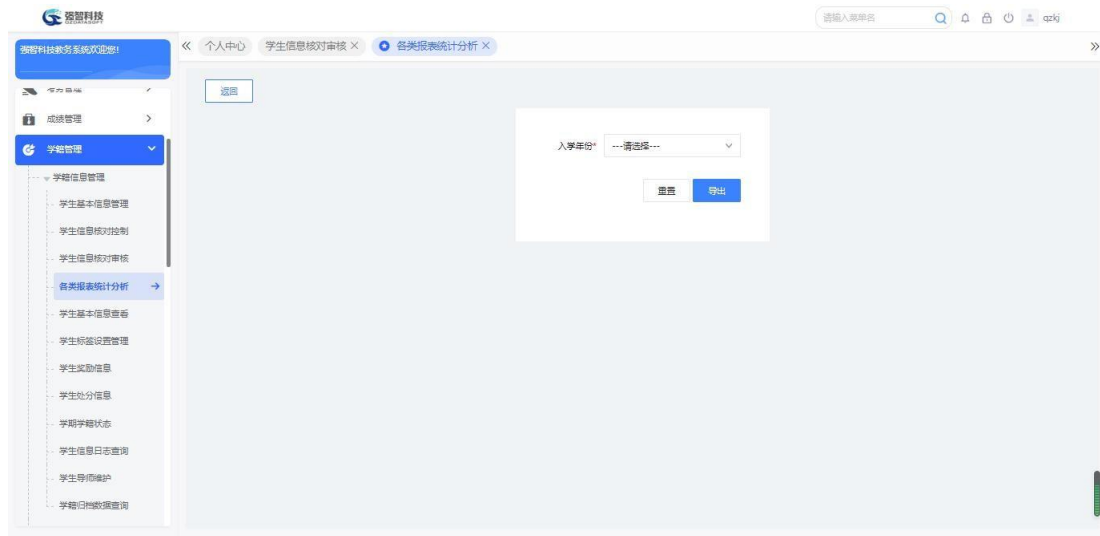 强智科技
QZDATASOFT
请输入菜单名
qzkj
强智科技教务系统欢迎您!
个人中心
学生信息核对审核 ×
各类报表统计分析 ×
返回
成绩管理
学籍管理
学籍信息管理
学生基本信息管理
学生信息核对控制
学生信息核对审核
各类报表统计分析
学生基本信息查看
学生标签设置管理
学生奖励信息
学生处分信息
学期学籍状态
学生信息日志查询
学生导师维护
学籍归档数据查询
入学年份* ---请选择---
重置 导出